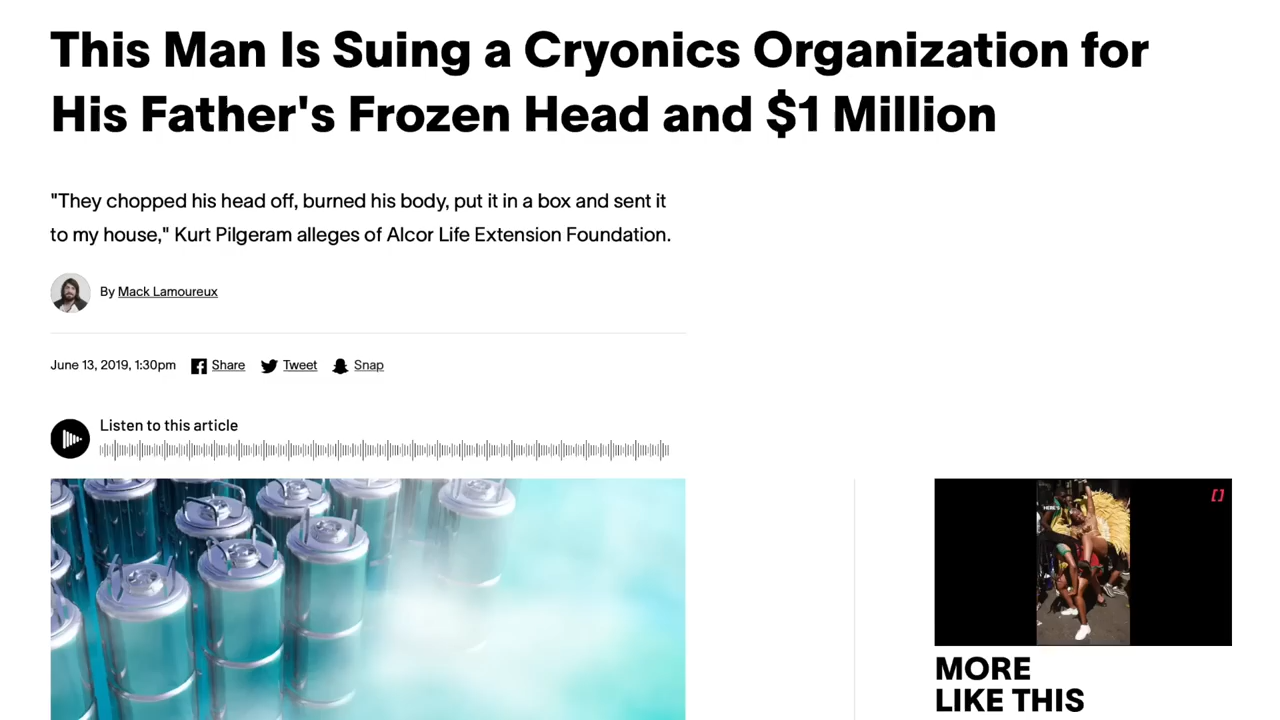 This Man Is Suing a Cryonics Organization for
His Father's Frozen Head and $1 Million
"They chopped his head off, burned his body, put it in a box and sent it
to my house," Kurt Pilgeram alleges of Alcor Life Extension Foundation.
By Mack Lamoureux
June 13, 2019, 1:30pm Share Tweet Snap
Listen to this article
HERE'S
MORE
LIKE THIS